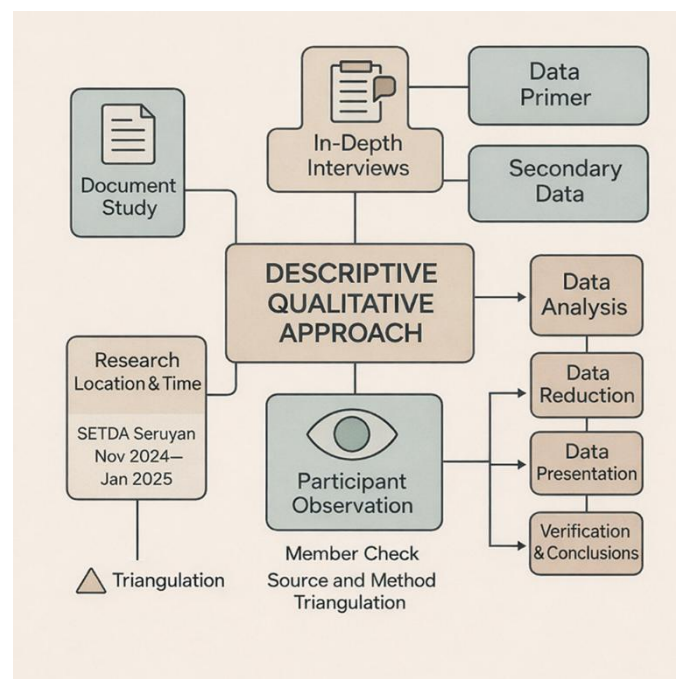 Document
Study
In-Depth
Interviews
Data
Primer
Secondary
Data
DESCRIPTIVE
QUALITATIVE
APPROACH
Data
Analysis
Research
Location & Time
SETDA Seruyan
Nov 2024–
Jan 2025
Data
Reduction
Data
Presentation
Verification
& Conclusions
Participant
Observation
Member Check
Source and Method
Triangulation
Triangulation